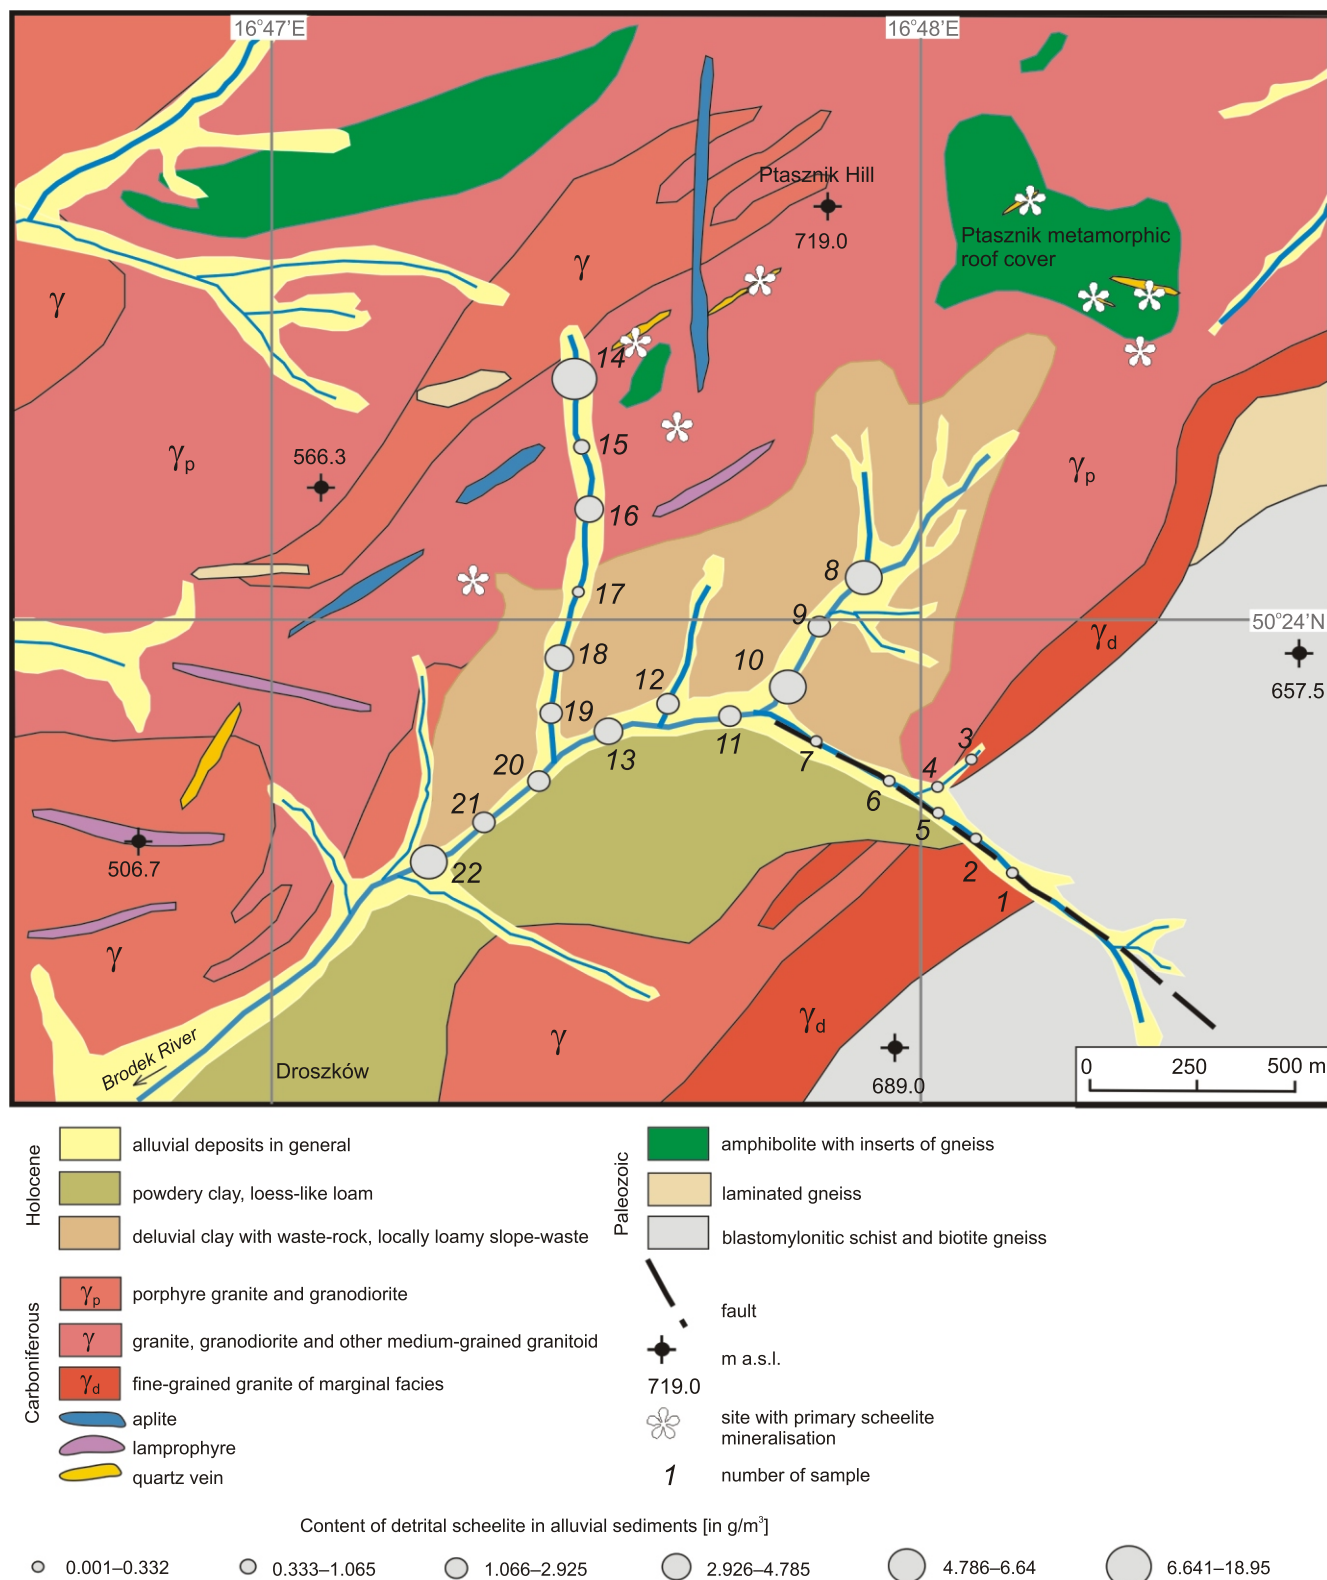 16°47'E
16°48'E
Ptasznik Hill
719.0
Ptasznik metamorphic
roof cover
γ
γ
14
γp
566.3
15
γp
16
8
17
9
50°24'N
γd
18
10
657.5
12
19
3
11
7
13
4
20
6
21
5
506.7
22
2
1
γ
γd
γ
Brodek River
Droszków
689.0
0 250 500 m
Holocene
alluvial deposits in general
powdery clay, loess-like loam
deluvial clay with waste-rock, locally loamy slope-waste
Carboniferous
γp porphyre granite and granodiorite
γ granite, granodiorite and other medium-grained granitoid
γd fine-grained granite of marginal facies
aplite
lamprophyre
quartz vein
Paleozoic
amphibolite with inserts of gneiss
laminated gneiss
blastomylonitic schist and biotite gneiss
fault
m a.s.l.
719.0
site with primary scheelite
mineralisation
1 number of sample
Content of detrital scheelite in alluvial sediments [in g/m³]
0.001–0.332 0.333–1.065 1.066–2.925 2.926–4.785 4.786–6.64 6.641–18.95